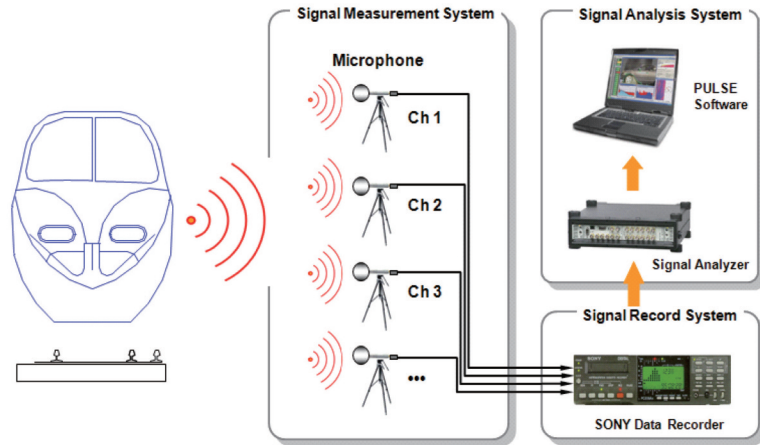 Signal Measurement System
Microphone
Ch 1
Ch 2
Ch 3
•••
Signal Analysis System
PULSE
Software
Signal Analyzer
Signal Record System
SONY
SONY Data Recorder